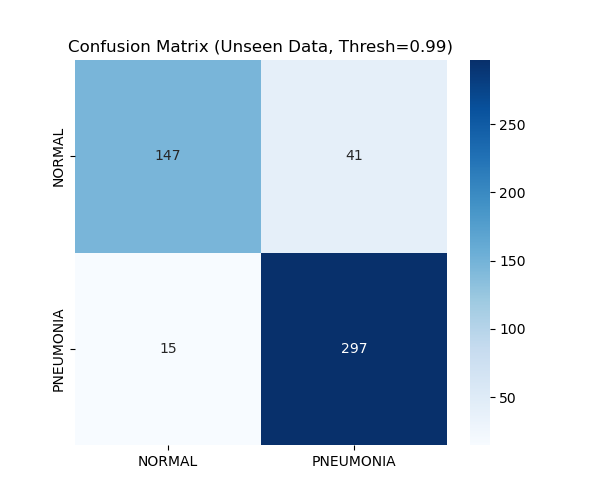 Confusion Matrix (Unseen Data, Thresh=0.99)
NORMAL
147
41
PNEUMONIA
15
297
NORMAL
PNEUMONIA
250
200
150
100
50